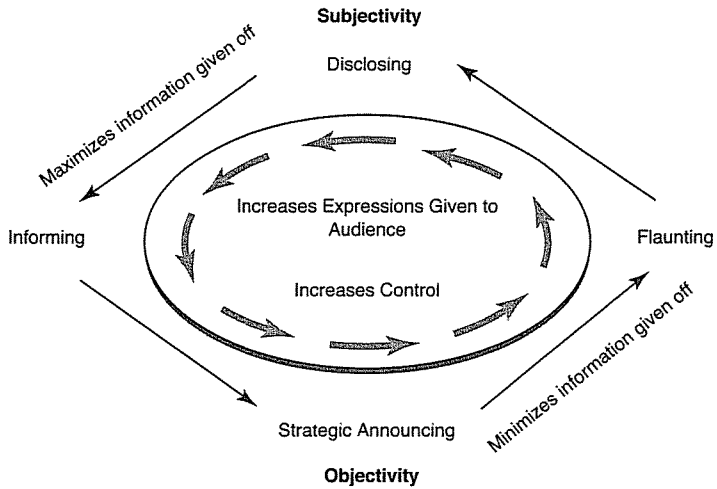 Subjectivity
Disclosing
Maximizes information given off
Increases Expressions Given to
Audience
Informing
Flaunting
Increases Control
Minimizes information given off
Strategic Announcing
Objectivity